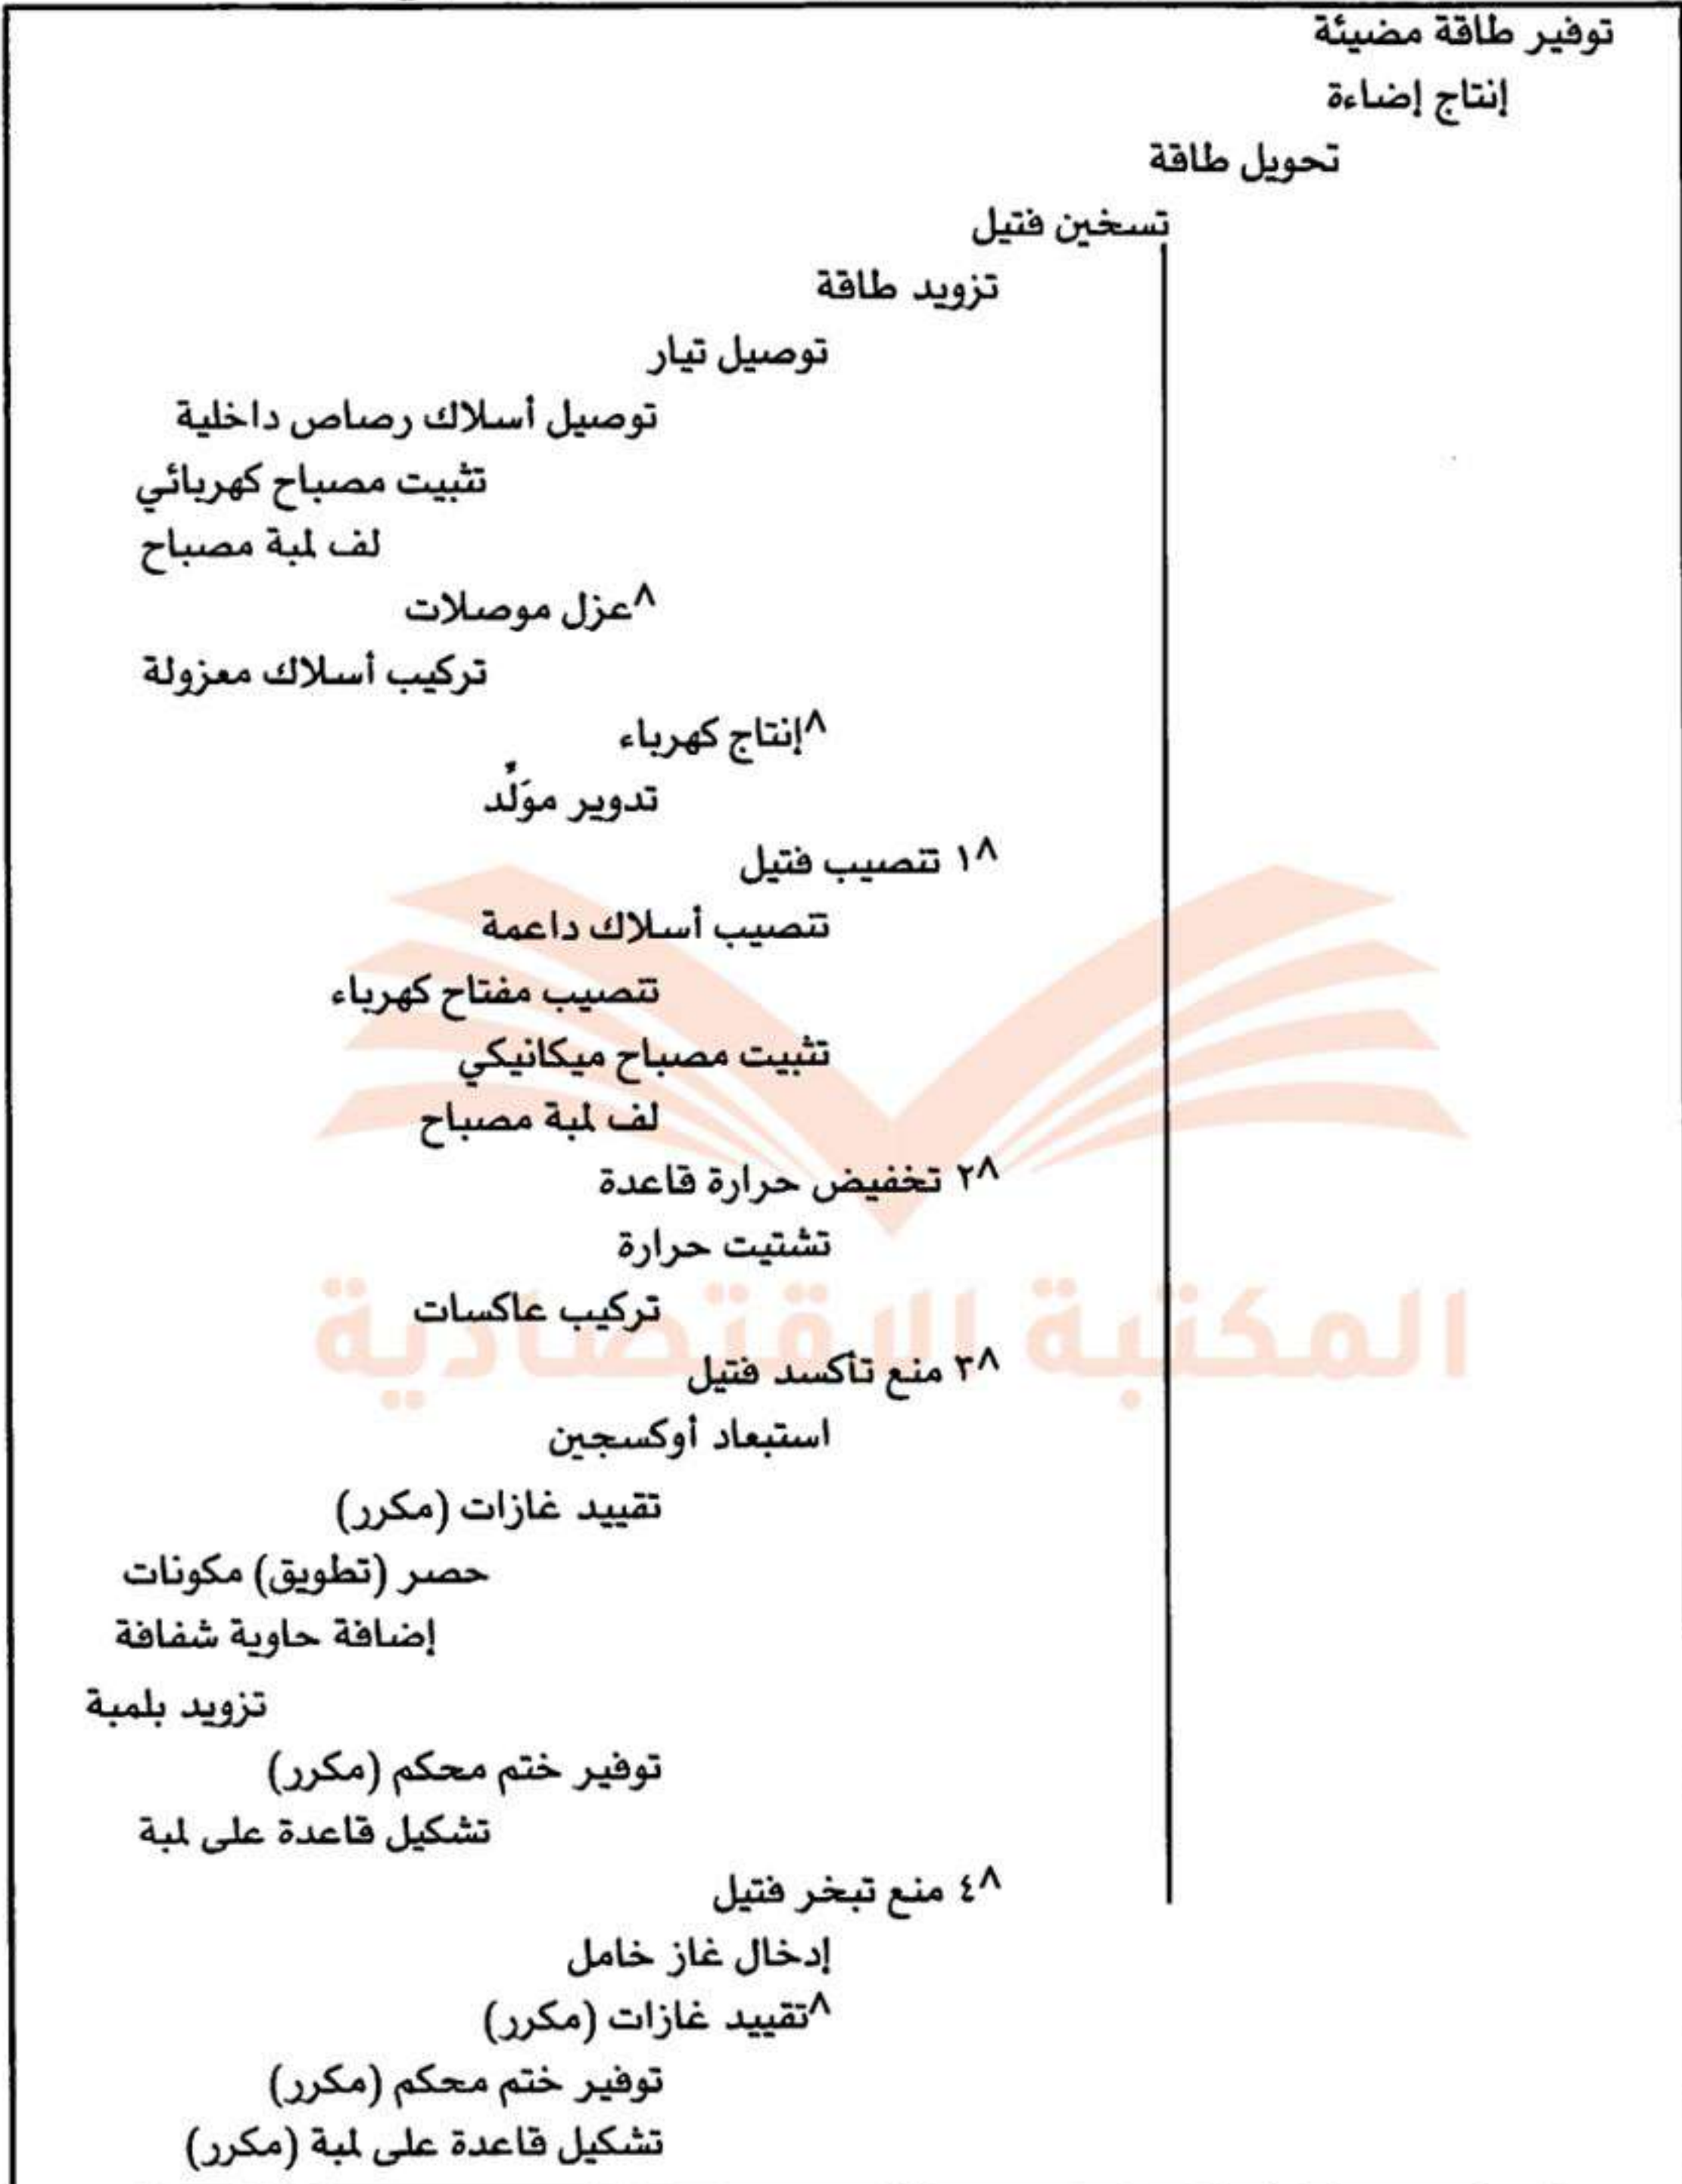 توفير طاقة مضيئة
إنتاج إضاءة
تحويل طاقة
تسخين فتيل
تزويد طاقة
توصيل تيار
توصيل أسلاك رصاص داخلية
تثبيت مصباح كهربائي
لف لمبة مصباح
^عزل موصلات
تركيب أسلاك معزولة
^إنتاج كهرباء
تدوير موَلِّد
^١ تنصيب فتيل
تنصيب أسلاك داعمة
تنصيب مفتاح كهرباء
تثبيت مصباح ميكانيكي
لف لمبة مصباح
^٢ تخفيض حرارة قاعدة
تشتيت حرارة
تركيب عاكسات
المكتبة الاقتصادية
^٣ منع تأكسد فتيل
استبعاد أوكسجين
تقييد غازات (مكرر)
حصر (تطويق) مكونات
إضافة حاوية شفافة
تزويد بلمبة
توفير ختم محكم (مكرر)
تشكيل قاعدة على لمبة
^٤ منع تبخر فتيل
إدخال غاز خامل
^تقييد غازات (مكرر)
توفير ختم محكم (مكرر)
تشكيل قاعدة على لمبة (مكرر)